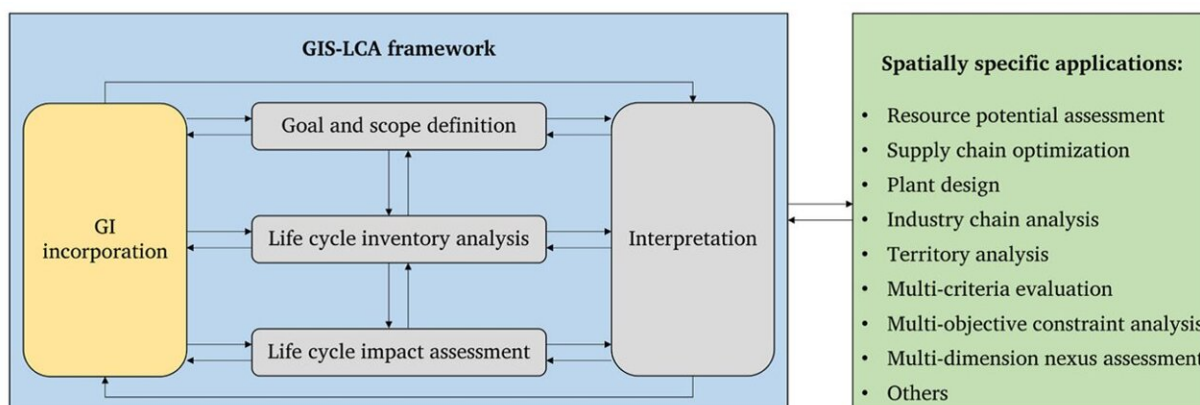 GIS-LCA framework
GI
incorporation
Goal and scope definition
Life cycle inventory analysis
Life cycle impact assessment
Interpretation
Spatially specific applications:
• Resource potential assessment
• Supply chain optimization
• Plant design
• Industry chain analysis
• Territory analysis
• Multi-criteria evaluation
• Multi-objective constraint analysis
• Multi-dimension nexus assessment
• Others